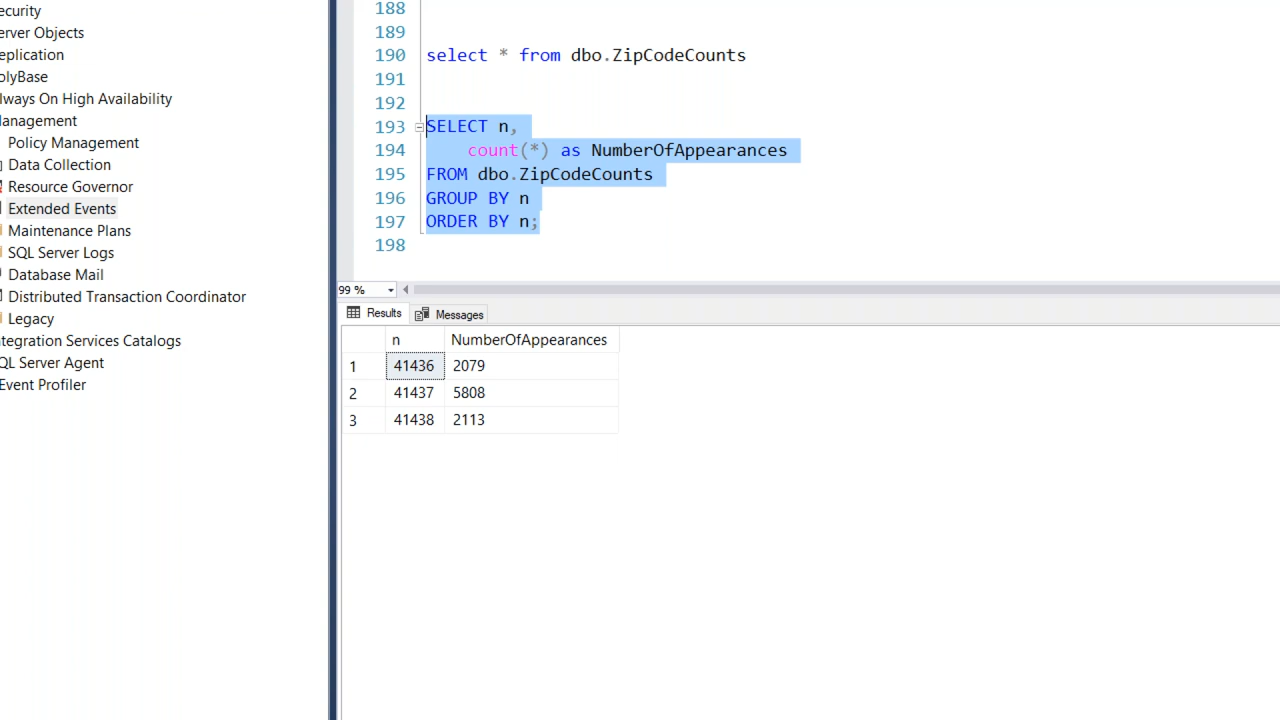 ecurity
erver Objects
eplication
olyBase
lways On High Availability
anagement
Policy Management
Data Collection
Resource Governor
Extended Events
Maintenance Plans
SQL Server Logs
Database Mail
Distributed Transaction Coordinator
Legacy
ntegration Services Catalogs
QL Server Agent
Event Profiler
188
189
190 select * from dbo.ZipCodeCounts
191
192
193 SELECT n,
194 count(*) as NumberOfAppearances
195 FROM dbo.ZipCodeCounts
196 GROUP BY n
197 ORDER BY n;
198
99 %
Results Messages
n NumberOfAppearances
1 41436 2079
2 41437 5808
3 41438 2113